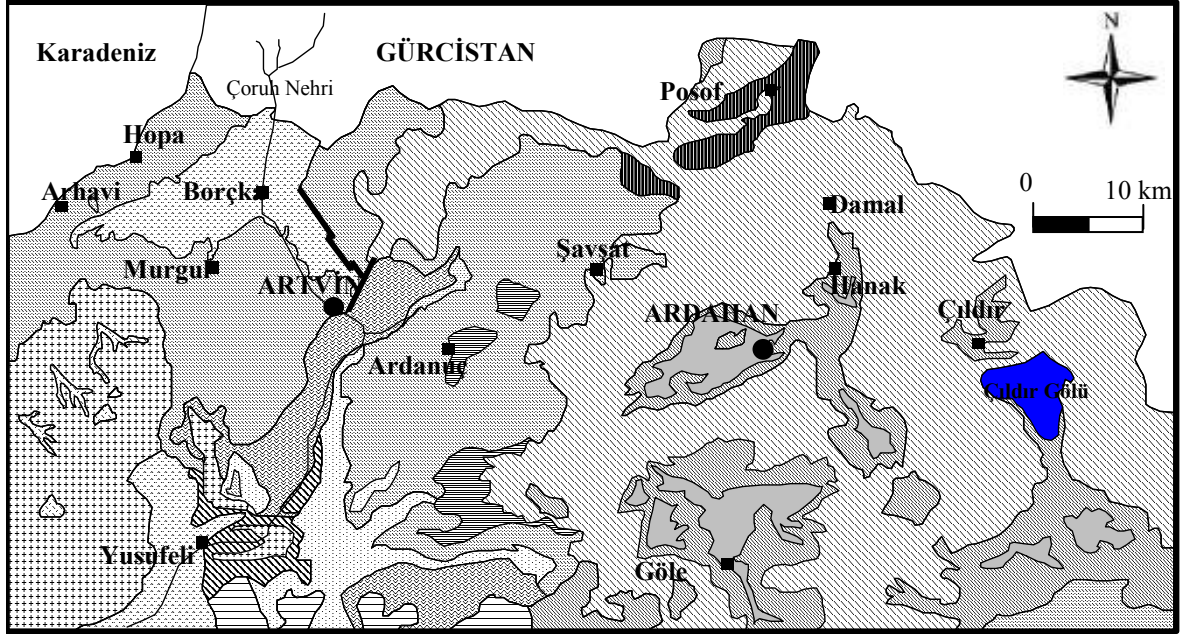 N
Karadeniz
GÜRCİSTAN
Çoruh Nehri
Posof
Hopa
0 10 km
Arhavi
Borçka
Damal
Şavşat
Murgul
ARTVİN
Hanak
ARDAHAN
Çıldır
Ardanuç
Çıldır Gölü
Yusufeli
Göle